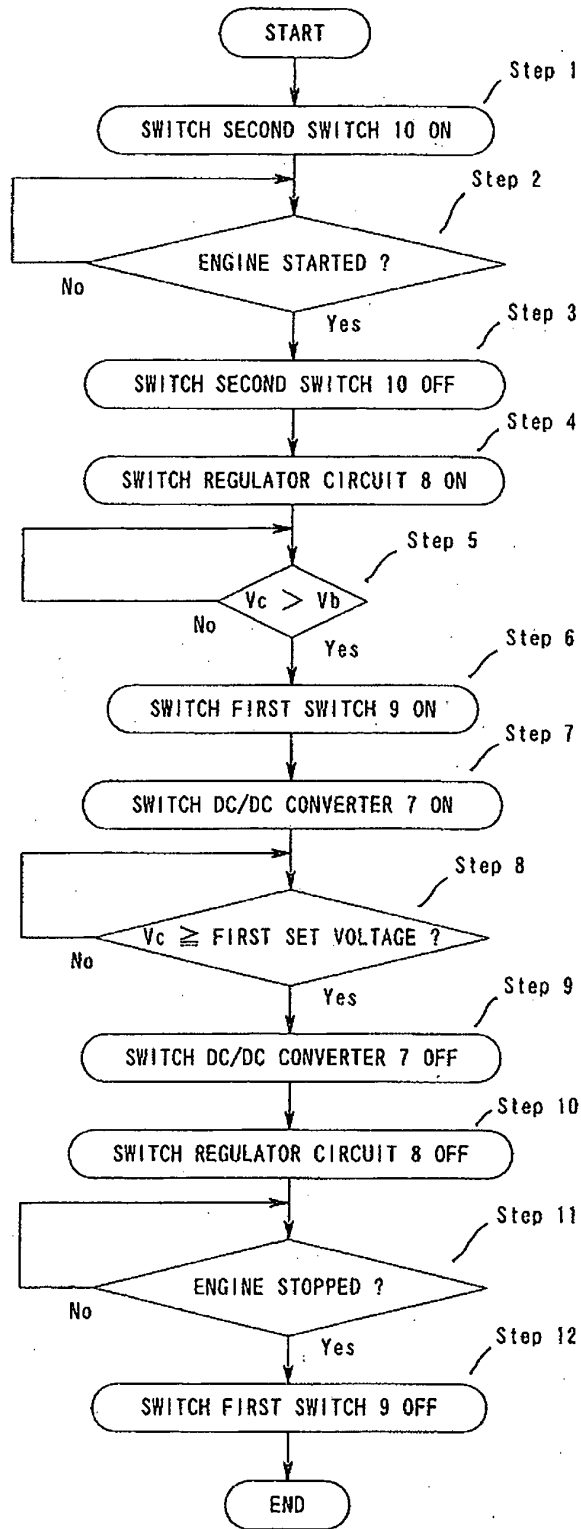 START
Step 1
SWITCH SECOND SWITCH 10 ON
Step 2
ENGINE STARTED ?
No
Yes
Step 3
SWITCH SECOND SWITCH 10 OFF
Step 4
SWITCH REGULATOR CIRCUIT 8 ON
Step 5
Vc > Vb
No
Yes
Step 6
SWITCH FIRST SWITCH 9 ON
Step 7
SWITCH DC/DC CONVERTER 7 ON
Step 8
Vc ≧ FIRST SET VOLTAGE ?
No
Yes
Step 9
SWITCH DC/DC CONVERTER 7 OFF
Step 10
SWITCH REGULATOR CIRCUIT 8 OFF
Step 11
ENGINE STOPPED ?
No
Yes
Step 12
SWITCH FIRST SWITCH 9 OFF
END